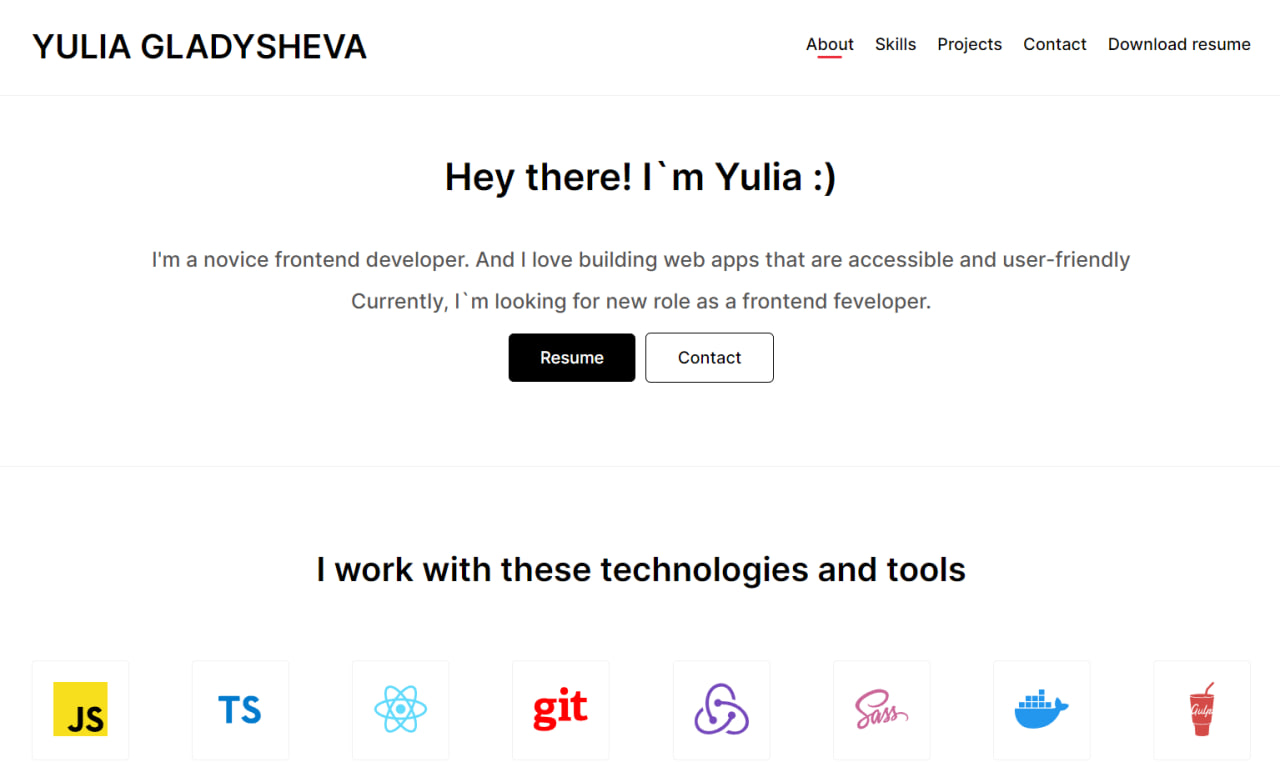 YULIA GLADYSHEVA
About Skills Projects Contact Download resume
Hey there! I`m Yulia :)
I'm a novice frontend developer. And I love building web apps that are accessible and user-friendly
Currently, I`m looking for new role as a frontend feveloper.
Resume Contact
I work with these technologies and tools
JS TS git Sass Gulp